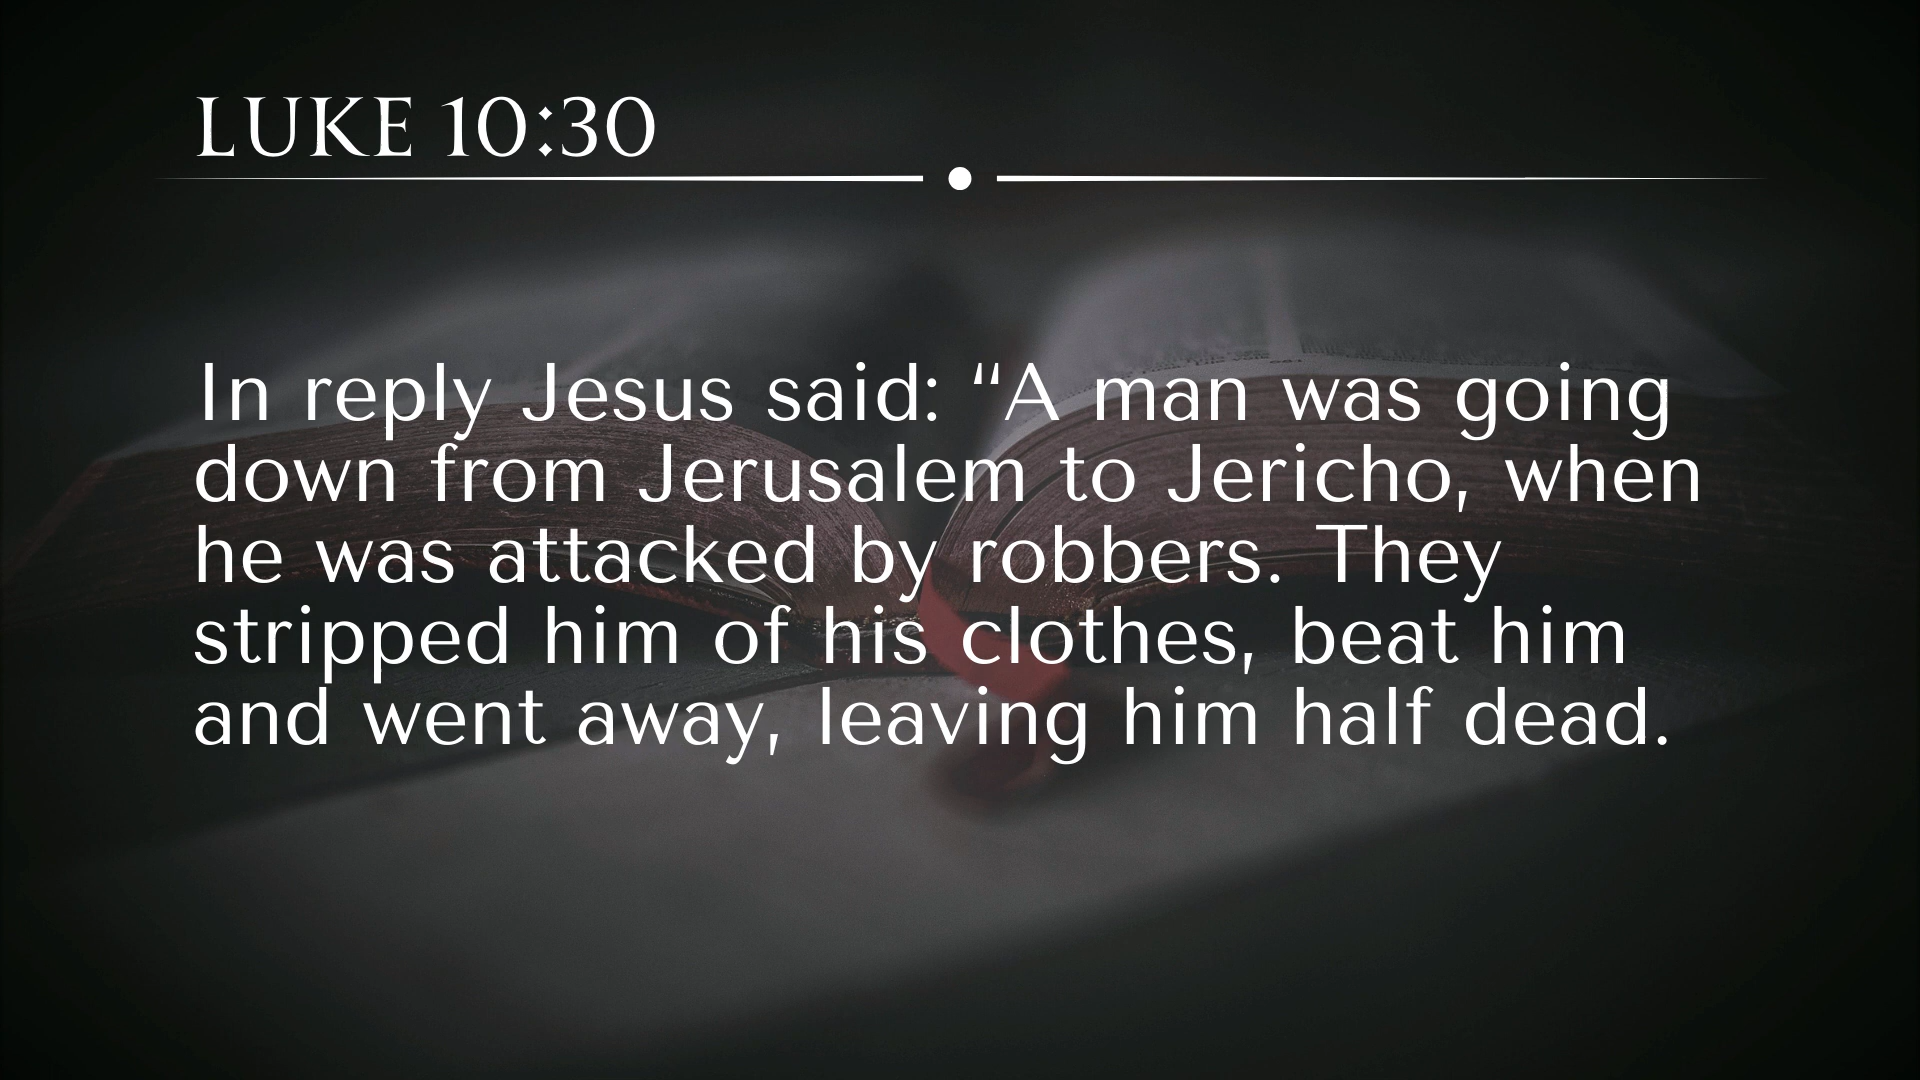 LUKE 10:30
In reply Jesus said: “A man was going
down from Jerusalem to Jericho, when
he was attacked by robbers. They
stripped him of his clothes, beat him
and went away, leaving him half dead.